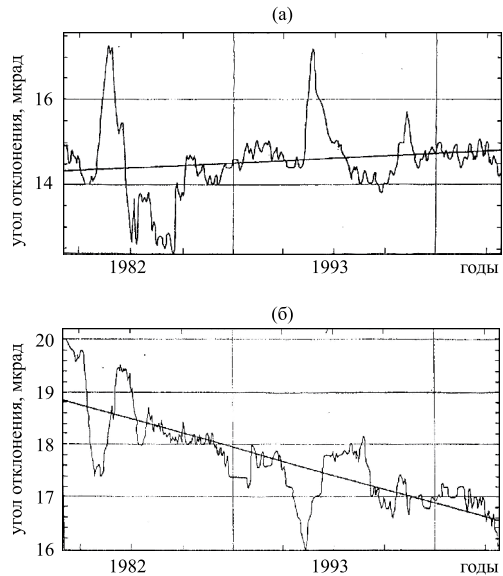 (а)
угол отклонения, мкрад
16
14
1982
1993
годы
(б)
угол отклонения, мкрад
20
19
18
17
16
1982
1993
годы